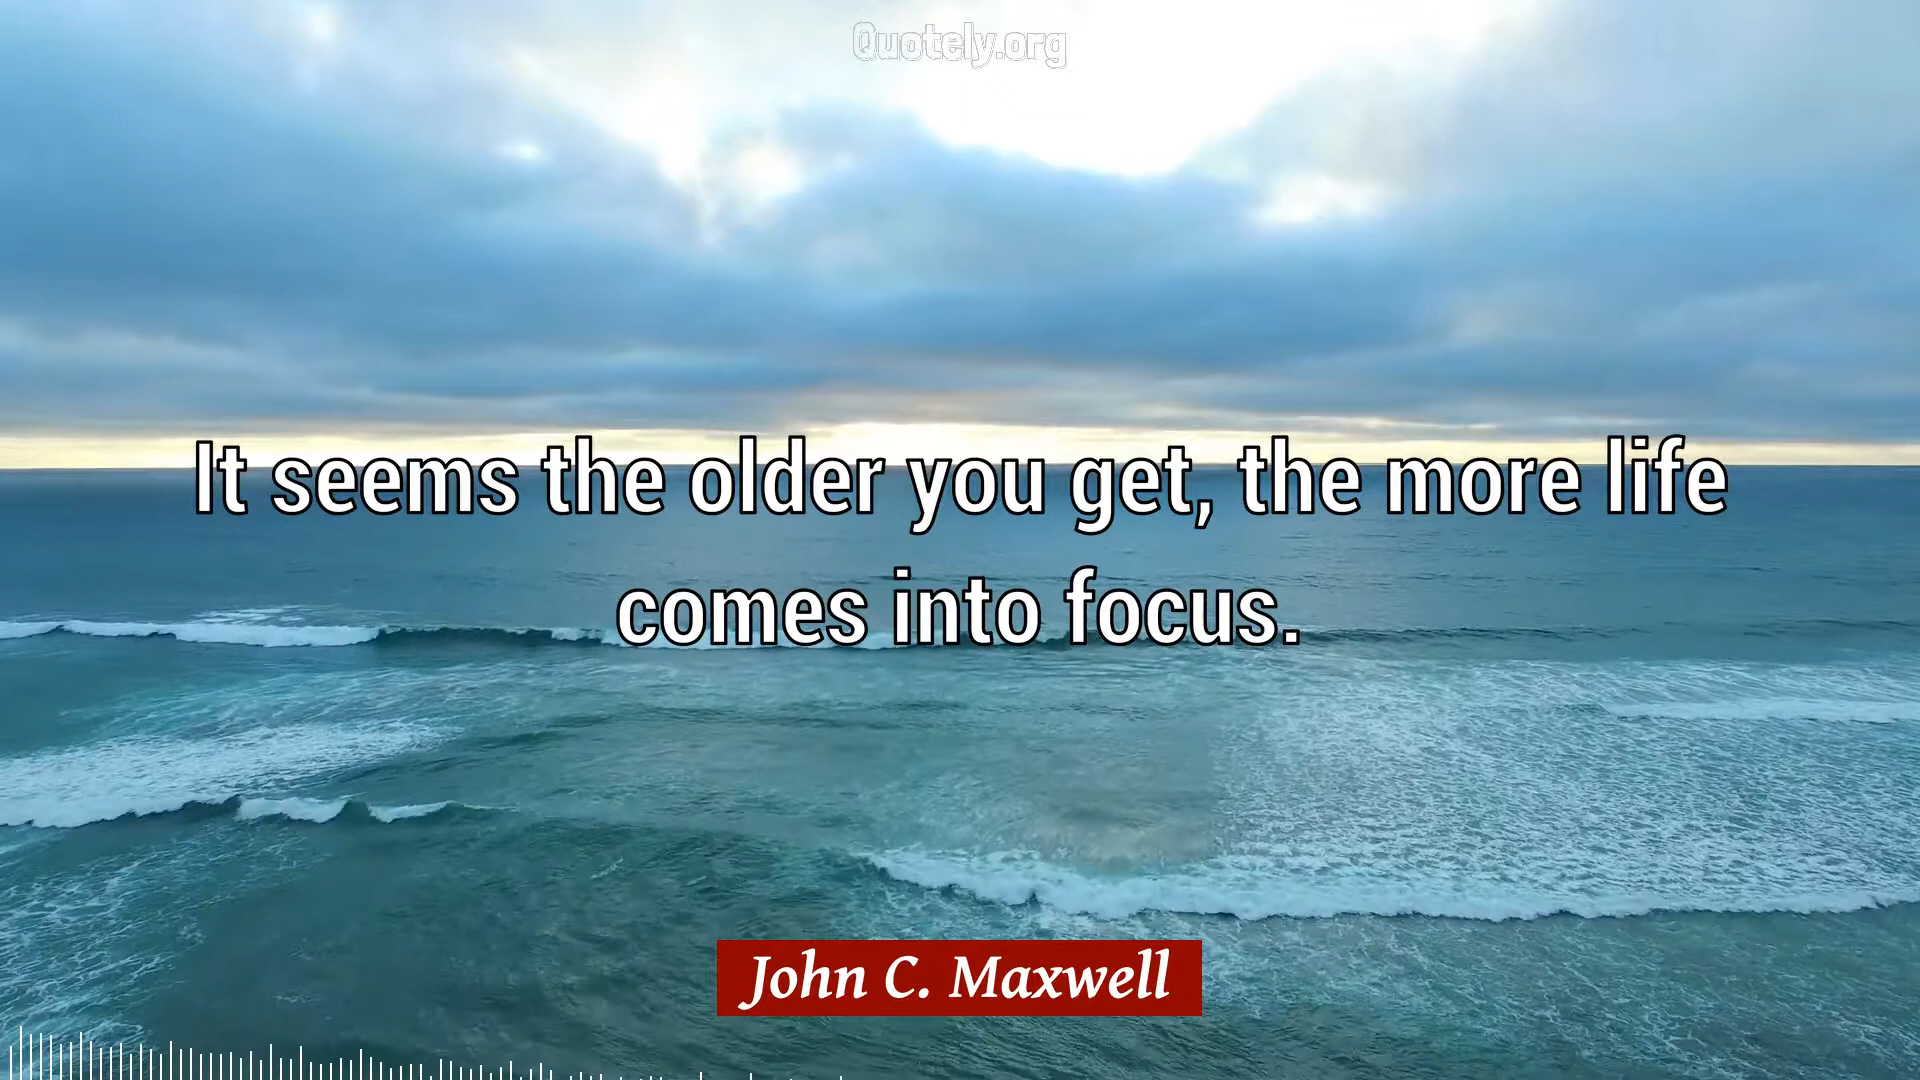 Quotely.org
It seems the older you get, the more life
comes into focus.
John C. Maxwell